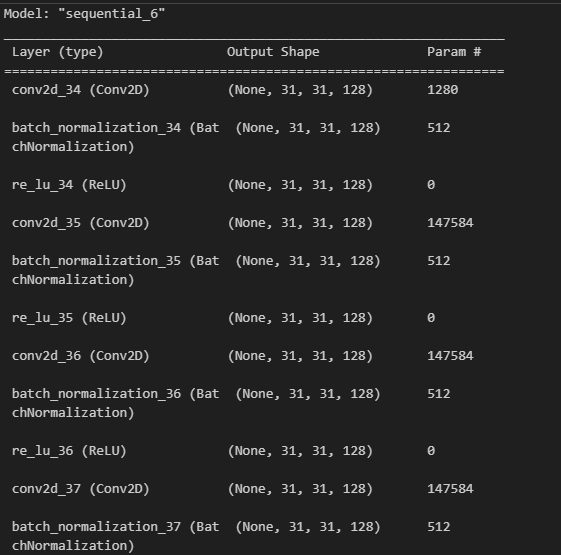 Model: "sequential_6"
_________________________________________________________________
Layer (type) Output Shape Param #
=================================================================
conv2d_34 (Conv2D) (None, 31, 31, 128) 1280
batch_normalization_34 (Bat (None, 31, 31, 128) 512
chNormalization)
re_lu_34 (ReLU) (None, 31, 31, 128) 0
conv2d_35 (Conv2D) (None, 31, 31, 128) 147584
batch_normalization_35 (Bat (None, 31, 31, 128) 512
chNormalization)
re_lu_35 (ReLU) (None, 31, 31, 128) 0
conv2d_36 (Conv2D) (None, 31, 31, 128) 147584
batch_normalization_36 (Bat (None, 31, 31, 128) 512
chNormalization)
re_lu_36 (ReLU) (None, 31, 31, 128) 0
conv2d_37 (Conv2D) (None, 31, 31, 128) 147584
batch_normalization_37 (Bat (None, 31, 31, 128) 512
chNormalization)